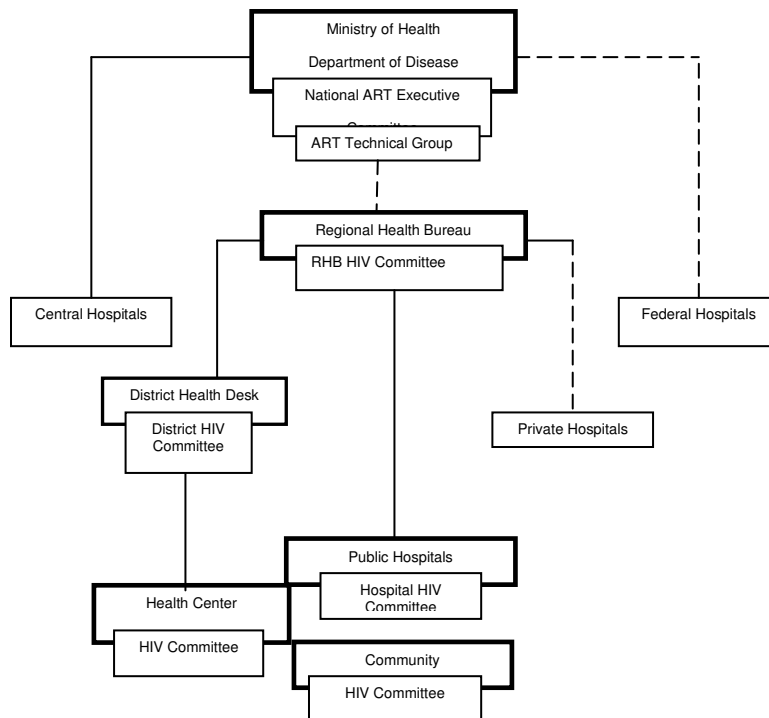 Ministry of Health
Department of Disease
National ART Executive
Committee
ART Technical Group
Regional Health Bureau
RHB HIV Committee
Central Hospitals
Federal Hospitals
District Health Desk
District HIV
Committee
Private Hospitals
Public Hospitals
Hospital HIV
Committee
Health Center
HIV Committee
Community
HIV Committee